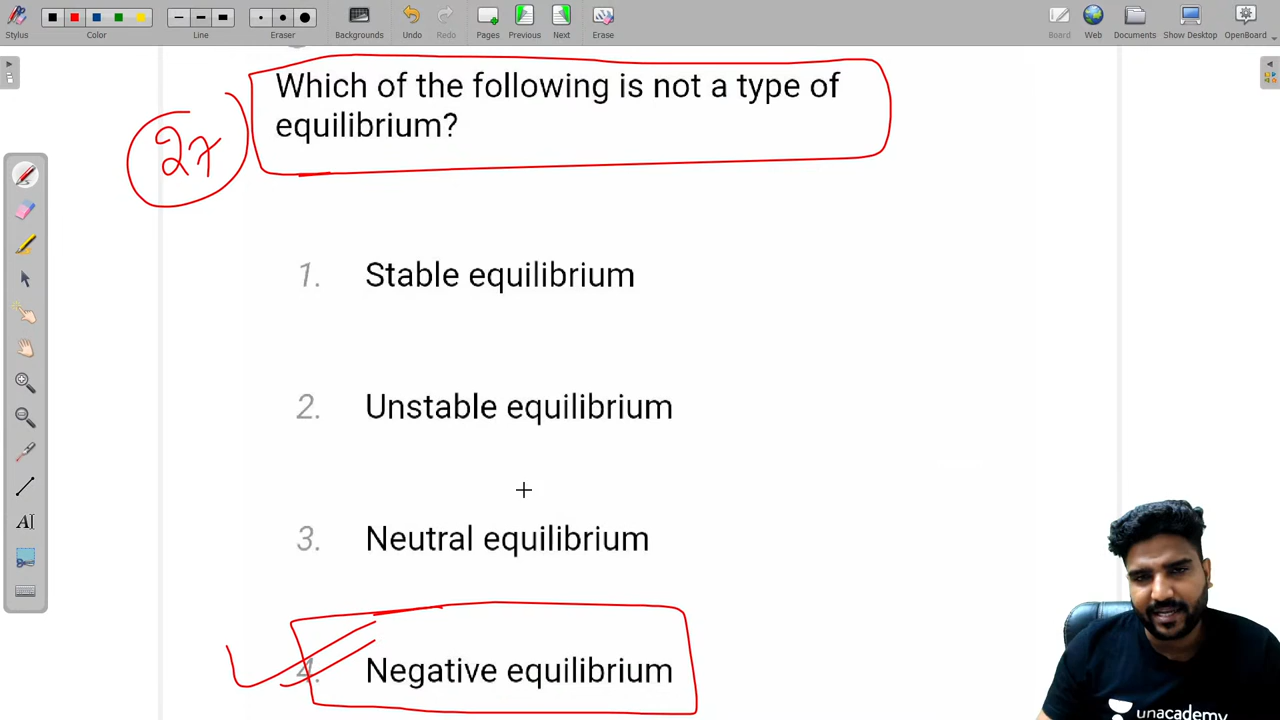 Stylus
Color
Line
Eraser
Backgrounds
Undo
Redo
Pages
Previous
Next
Erase
Board
Web
Documents
Show Desktop
OpenBoard
Which of the following is not a type of
equilibrium?
27
1. Stable equilibrium
2. Unstable equilibrium
3. Neutral equilibrium
4. Negative equilibrium
AI
unacademy